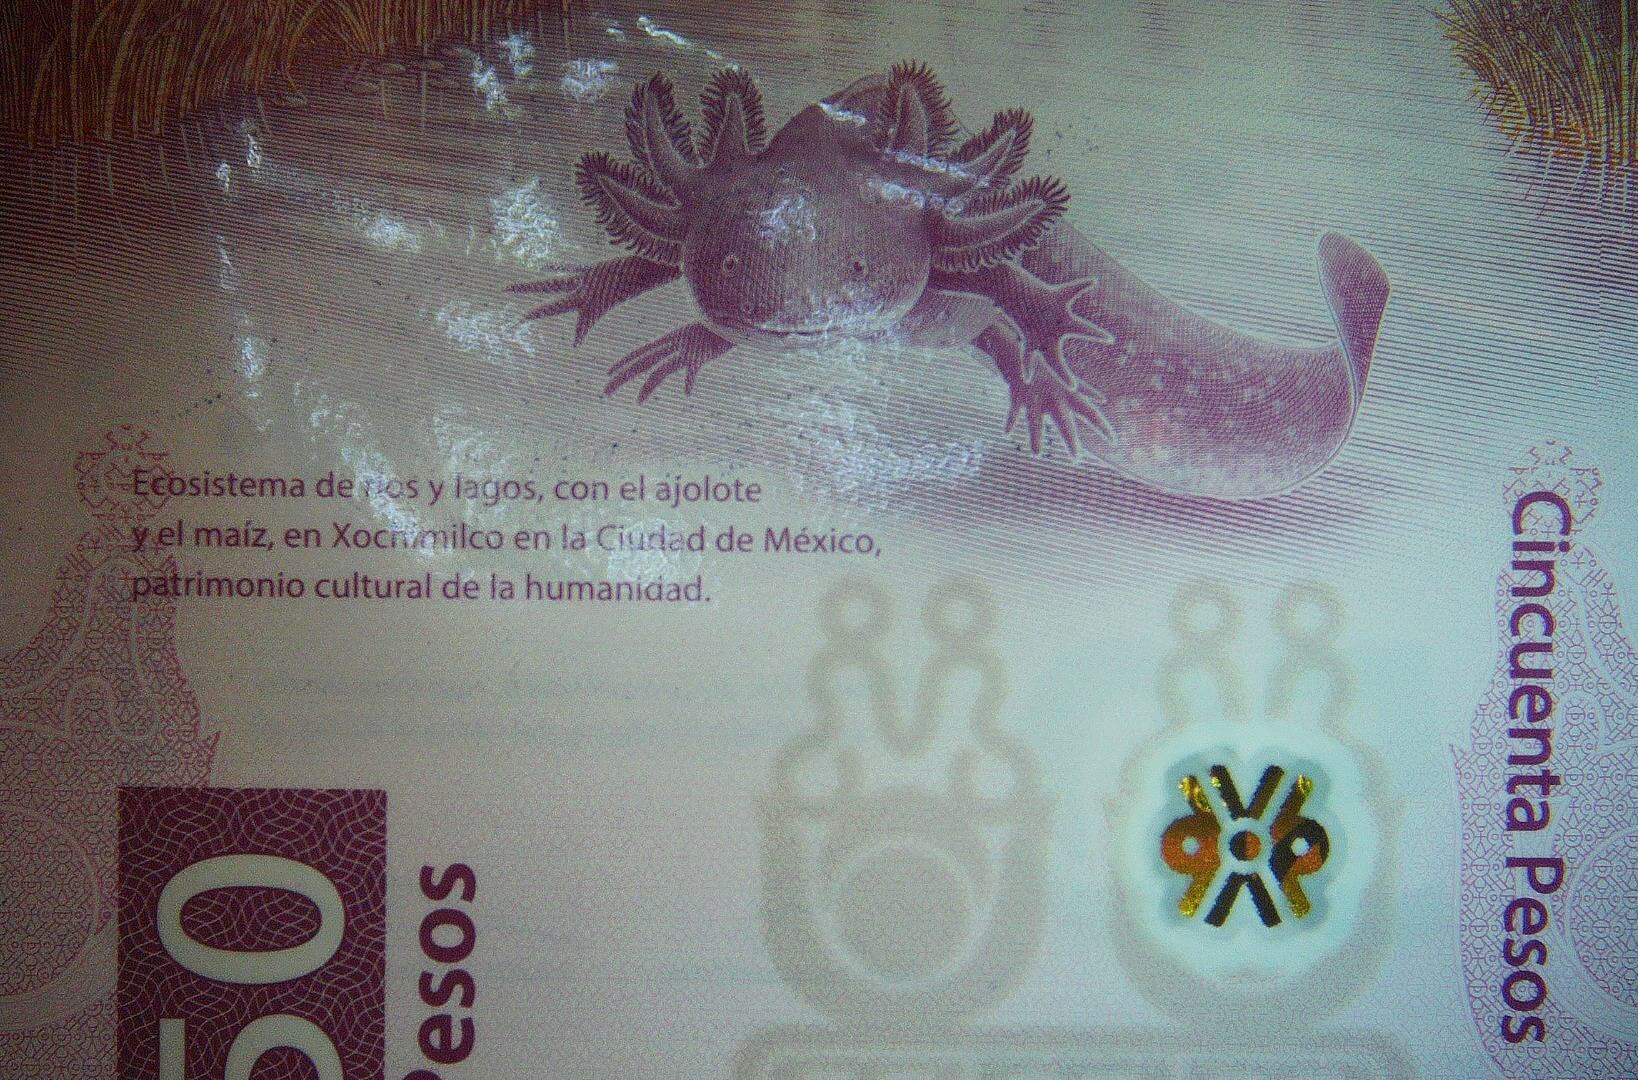 Ecosistema de ríos y lagos, con el ajolote
y el maíz, en Xochimilco en la Ciudad de México,
patrimonio cultural de la humanidad.
50
Pesos
Cincuenta Pesos